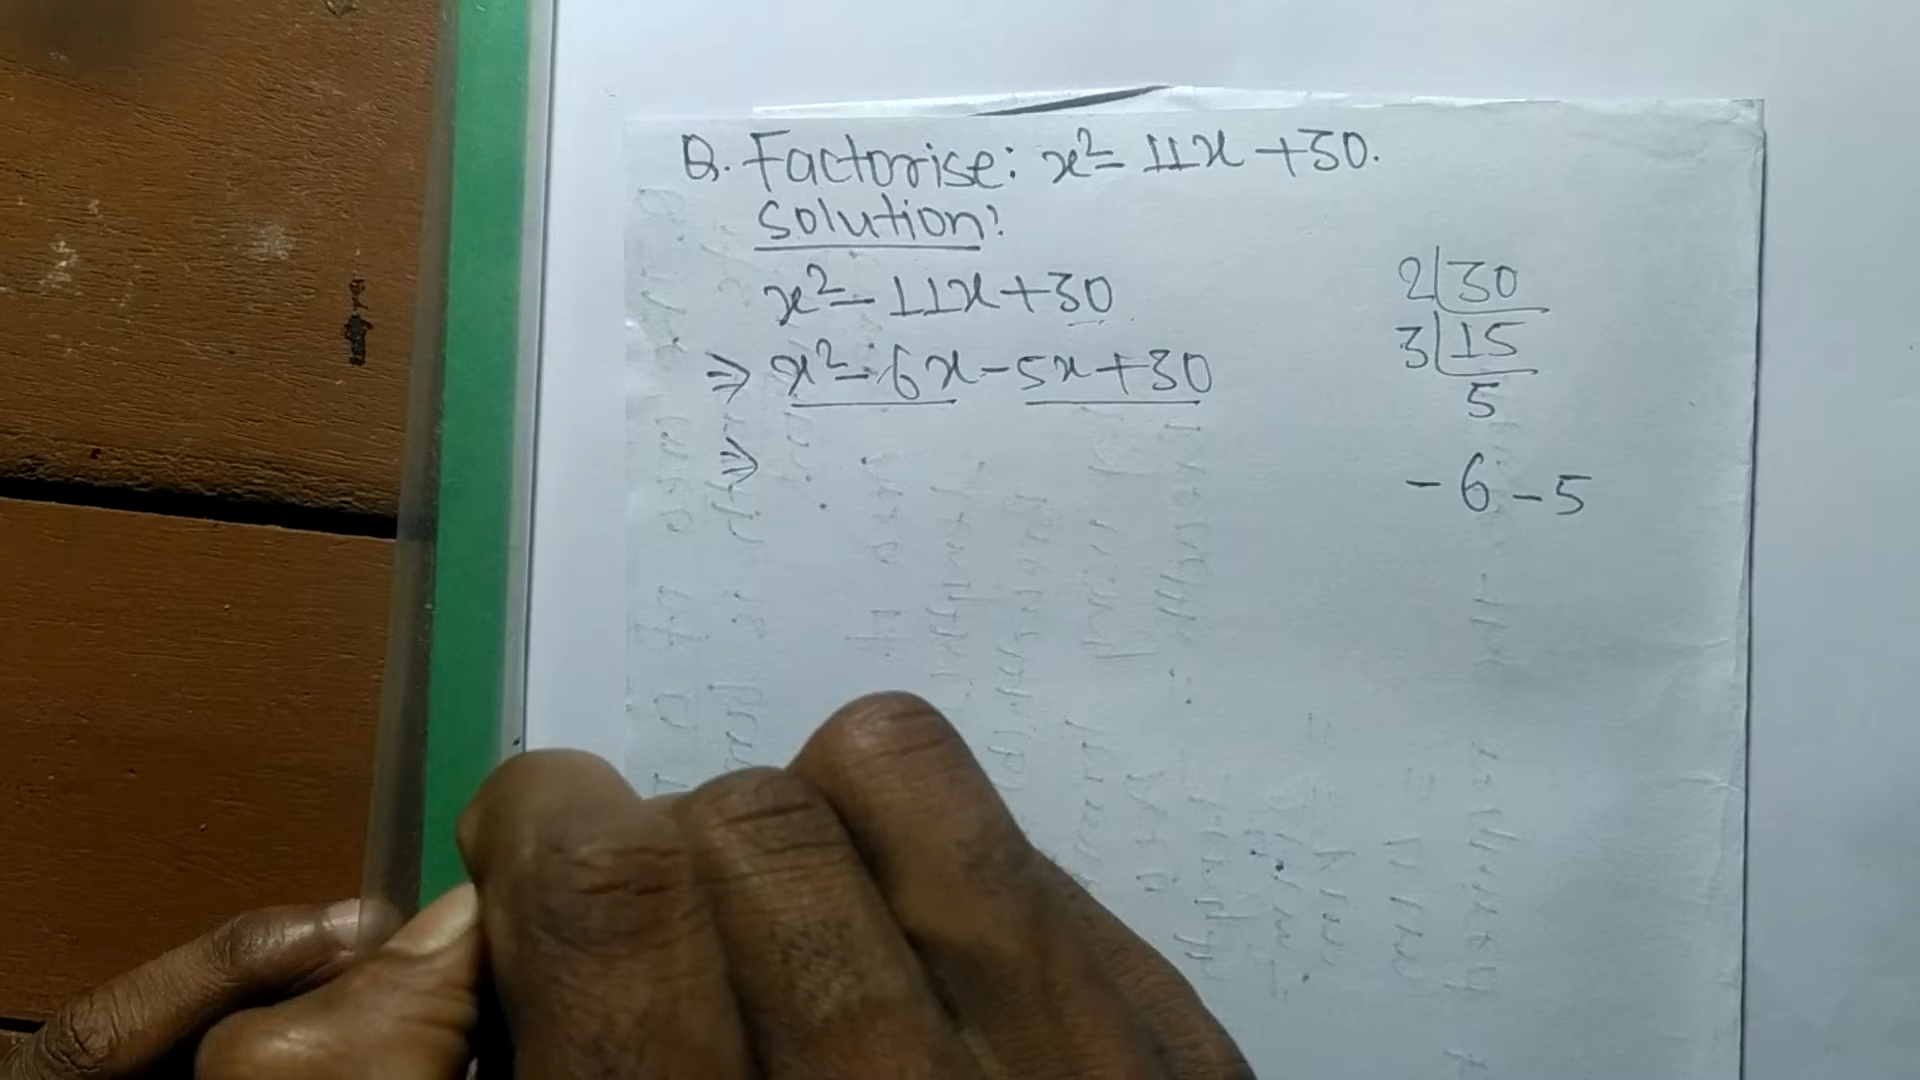 Q. Factorise: x² - 11x + 30.
Solution:
x² - 11x + 30
⇒ x² - 6x - 5x + 30
⇒
2|30
3|15
5
- 6 - 5